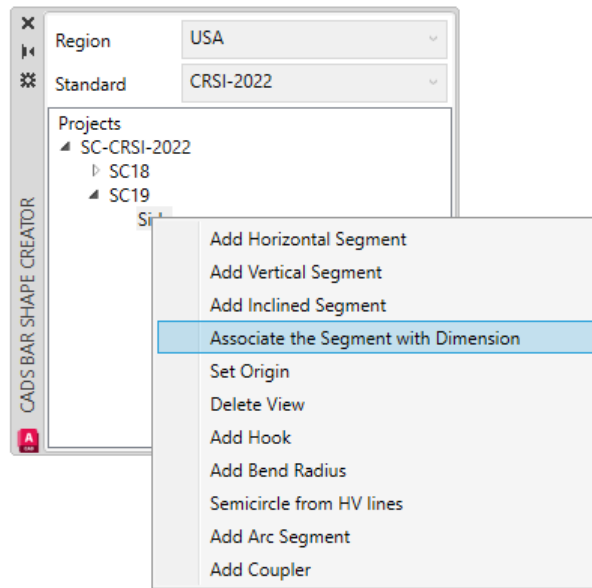 Region
USA
Standard
CRSI-2022
Projects
SC-CRSI-2022
SC18
SC19
Add Horizontal Segment
Add Vertical Segment
Add Inclined Segment
Associate the Segment with Dimension
Set Origin
Delete View
Add Hook
Add Bend Radius
Semicircle from HV lines
Add Arc Segment
Add Coupler
CADS BAR SHAPE CREATOR
A
CAD